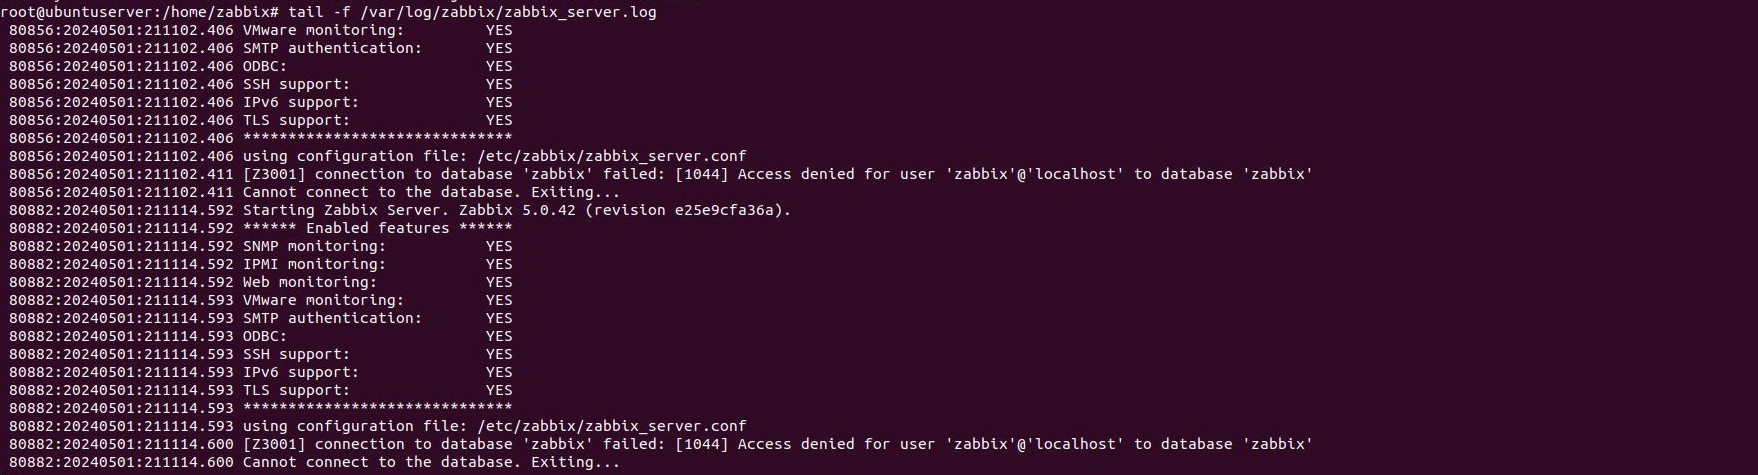 root@ubuntuserver:/home/zabbix# tail -f /var/log/zabbix/zabbix_server.log
80856:20240501:211102.406 VMware monitoring:         YES
80856:20240501:211102.406 SMTP authentication:       YES
80856:20240501:211102.406 ODBC:                      YES
80856:20240501:211102.406 SSH support:               YES
80856:20240501:211102.406 IPv6 support:              YES
80856:20240501:211102.406 TLS support:               YES
80856:20240501:211102.406 ******************************
80856:20240501:211102.406 using configuration file: /etc/zabbix/zabbix_server.conf
80856:20240501:211102.411 [Z3001] connection to database 'zabbix' failed: [1044] Access denied for user 'zabbix'@'localhost' to database 'zabbix'
80856:20240501:211102.411 Cannot connect to the database. Exiting...
80882:20240501:211114.592 Starting Zabbix Server. Zabbix 5.0.42 (revision e25e9cfa36a).
80882:20240501:211114.592 ****** Enabled features ******
80882:20240501:211114.592 SNMP monitoring:           YES
80882:20240501:211114.592 IPMI monitoring:           YES
80882:20240501:211114.592 Web monitoring:            YES
80882:20240501:211114.593 VMware monitoring:         YES
80882:20240501:211114.593 SMTP authentication:       YES
80882:20240501:211114.593 ODBC:                      YES
80882:20240501:211114.593 SSH support:               YES
80882:20240501:211114.593 IPv6 support:              YES
80882:20240501:211114.593 TLS support:               YES
80882:20240501:211114.593 ******************************
80882:20240501:211114.593 using configuration file: /etc/zabbix/zabbix_server.conf
80882:20240501:211114.600 [Z3001] connection to database 'zabbix' failed: [1044] Access denied for user 'zabbix'@'localhost' to database 'zabbix'
80882:20240501:211114.600 Cannot connect to the database. Exiting...